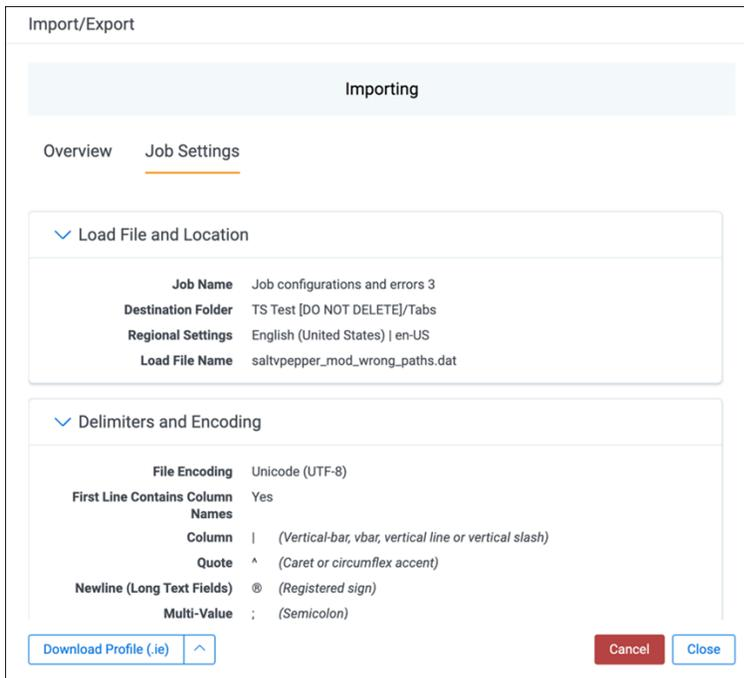 Import/Export
Importing
Overview Job Settings
Load File and Location
Job Name Job configurations and errors 3
Destination Folder TS Test [DO NOT DELETE]/Tabs
Regional Settings English (United States) | en-US
Load File Name saltvpepper_mod_wrong_paths.dat
Delimiters and Encoding
File Encoding Unicode (UTF-8)
First Line Contains Column Yes
Names
Column | (Vertical-bar, vbar, vertical line or vertical slash)
Quote ^ (Caret or circumflex accent)
Newline (Long Text Fields) ® (Registered sign)
Multi-Value ; (Semicolon)
Download Profile (.ie) Cancel Close